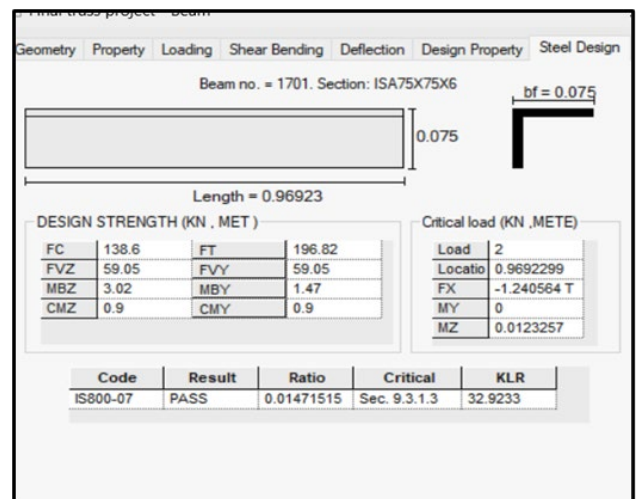 Final truss project - Beam
Geometry Property Loading Shear Bending Deflection Design Property Steel Design
Beam no. = 1701. Section: ISA75X75X6
bf = 0.075
0.075
Length = 0.96923
DESIGN STRENGTH (KN , MET )
FC 138.6 FT 196.82
FVZ 59.05 FVY 59.05
MBZ 3.02 MBY 1.47
CMZ 0.9 CMY 0.9
Critical load (KN ,METE)
Load 2
Locatio 0.9692299
FX -1.240564 T
MY 0
MZ 0.0123257
Code Result Ratio Critical KLR
IS800-07 PASS 0.01471515 Sec. 9.3.1.3 32.9233